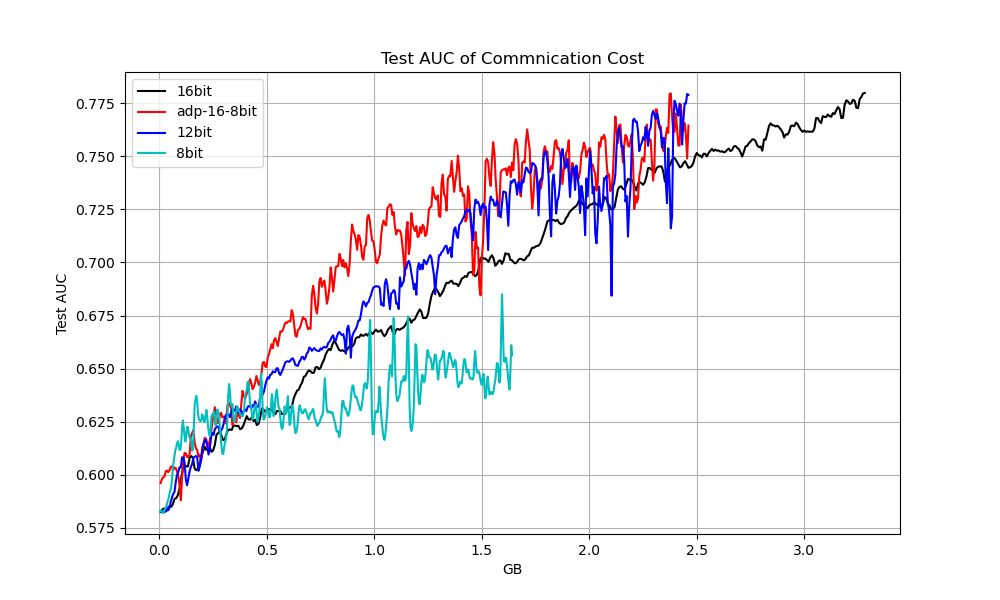 Test AUC of Commnication Cost
16bit
adp-16-8bit
12bit
8bit
Test AUC
0.775
0.750
0.725
0.700
0.675
0.650
0.625
0.600
0.575
0.0 0.5 1.0 1.5 2.0 2.5 3.0
GB